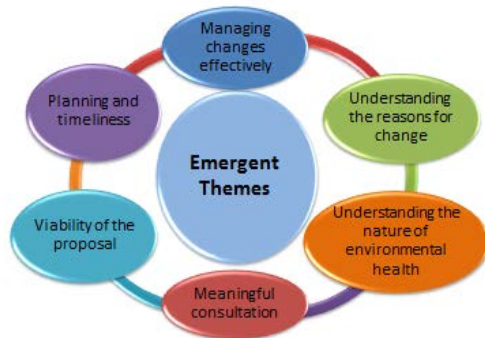 Managing
changes
effectively
Understanding
the reasons for
change
Understanding the
nature of
environmental
health
Meaningful
consultation
Viability of the
proposal
Planning and
timeliness
Emergent
Themes